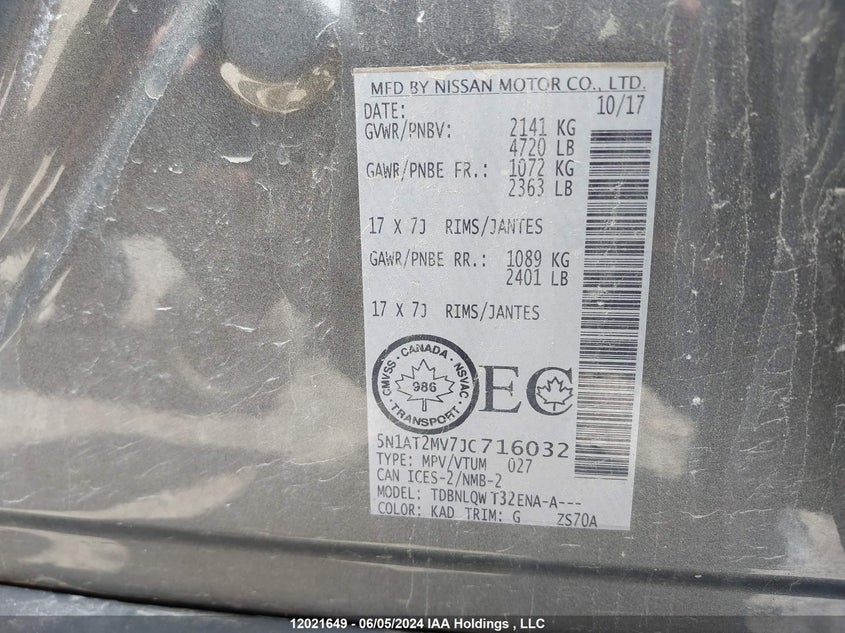 MFD BY NISSAN MOTOR CO., LTD.
DATE: 10/17
GVWR/PNBV: 2141 KG
4720 LB
GAWR/PNBE FR.: 1072 KG
2363 LB
17 X 7J RIMS/JANTES
GAWR/PNBE RR.: 1089 KG
2401 LB
17 X 7J RIMS/JANTES
CMVSS · CANADA · NSVAC · TRANSPORT ·
986
EC
5N1AT2MV7JC716032
TYPE: MPV/VTUM 027
CAN ICES-2/NMB-2
MODEL: TDBNLQW T32ENA-A---
COLOR: KAD TRIM: G ZS70A
12021649 - 06/05/2024 IAA Holdings , LLC